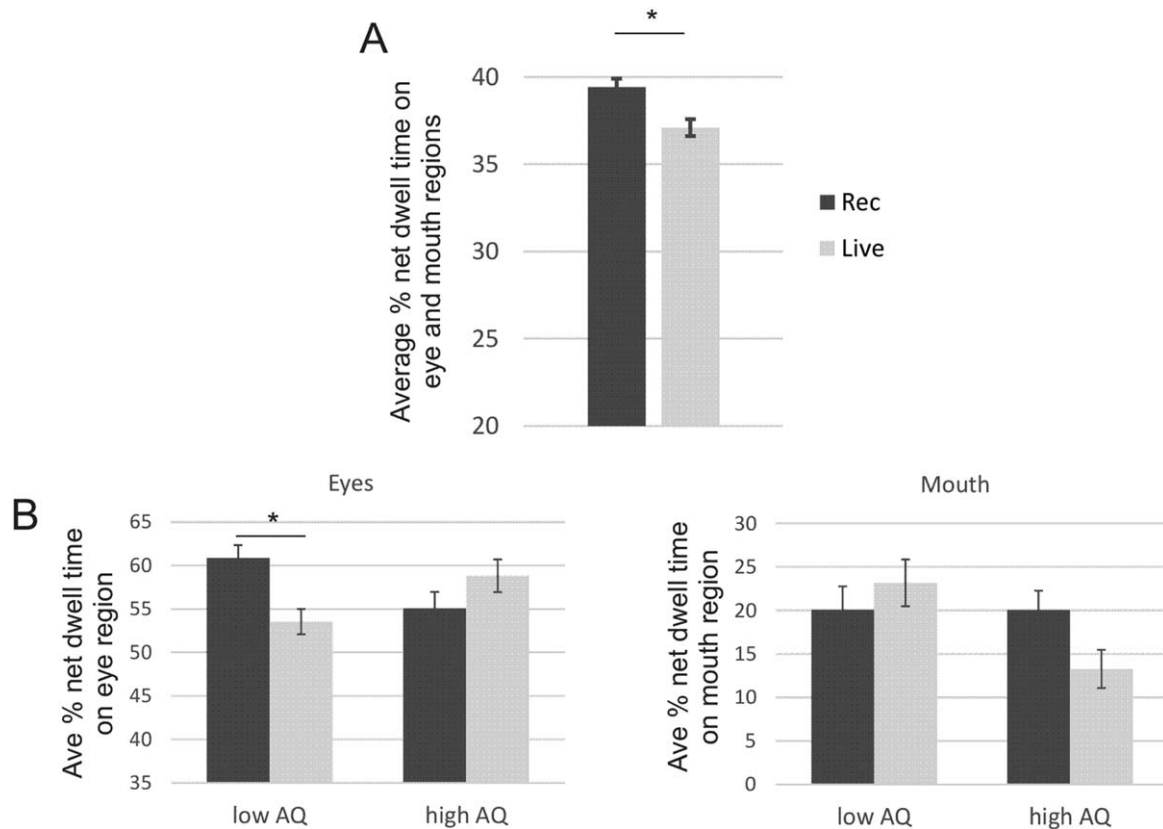 A
*
Average % net dwell time on
eye and mouth regions
40
35
30
25
20
Rec
Live
B
Eyes
Ave % net dwell time
on eye region
65
60
55
50
45
40
35
*
low AQ
high AQ
Mouth
Ave % net dwell time
on mouth region
30
25
20
15
10
5
0
low AQ
high AQ